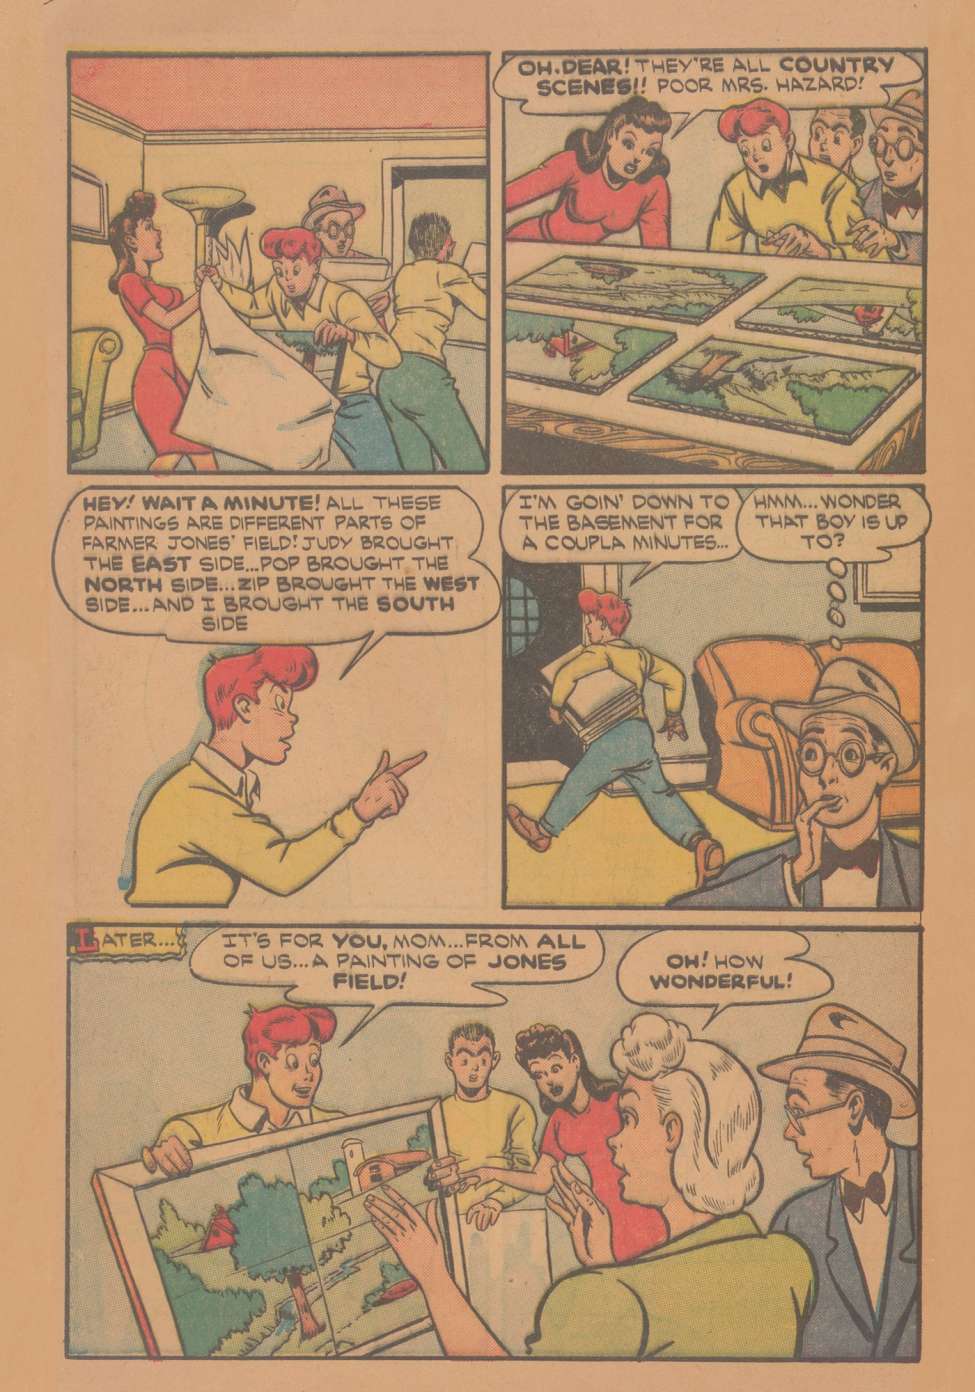 OH, DEAR! THEY'RE ALL COUNTRY
SCENES!! POOR MRS. HAZARD!
HEY! WAIT A MINUTE! ALL THESE
PAINTINGS ARE DIFFERENT PARTS OF
FARMER JONES' FIELD! JUDY BROUGHT
THE EAST SIDE...POP BROUGHT THE
NORTH SIDE...ZIP BROUGHT THE WEST
SIDE...AND I BROUGHT THE SOUTH
SIDE
I'M GOIN' DOWN TO
THE BASEMENT FOR
A COUPLA MINUTES...
HMM...WONDER
THAT BOY IS UP
TO?
LATER...
IT'S FOR YOU, MOM...FROM ALL
OF US...A PAINTING OF JONES
FIELD!
OH! HOW
WONDERFUL!